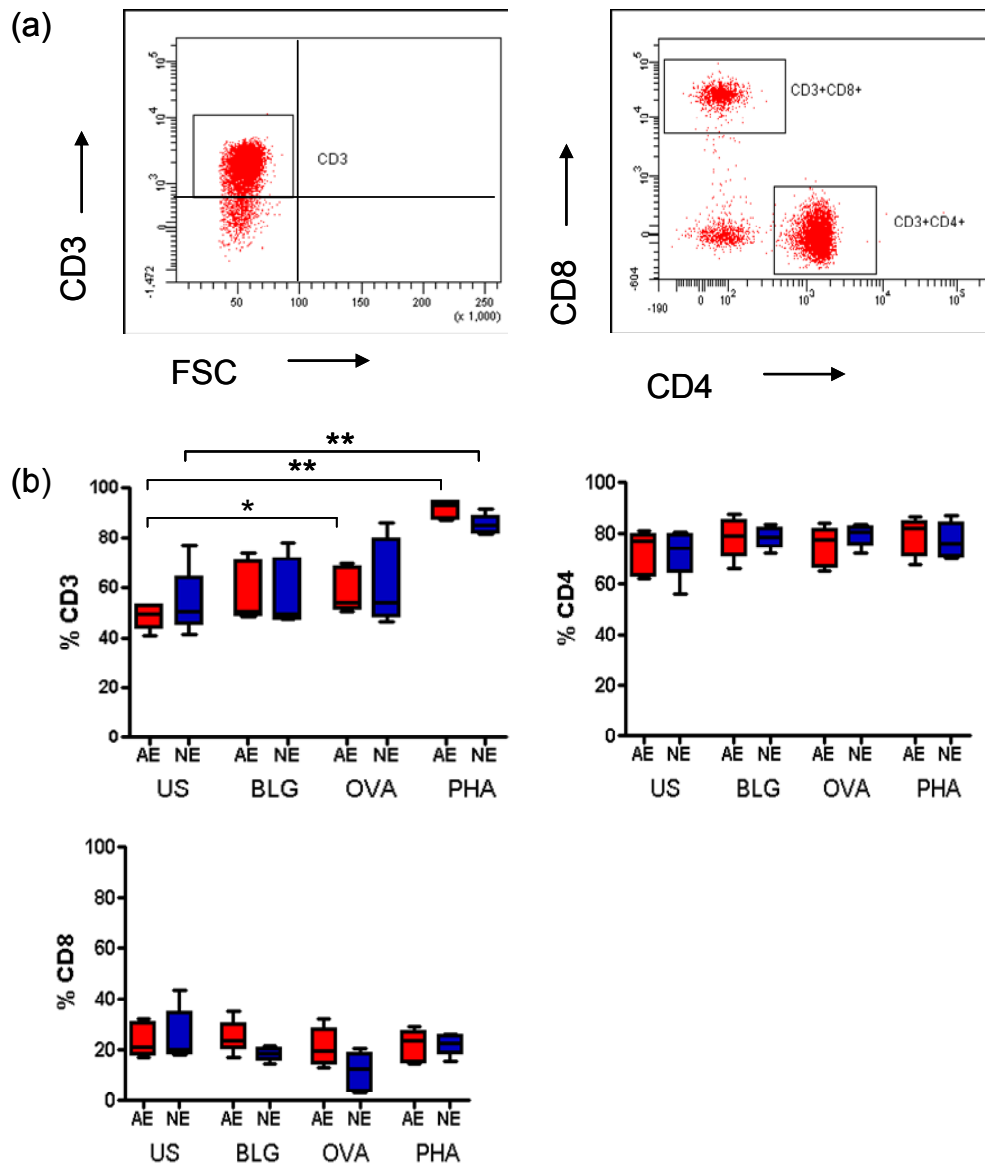 (a)
CD3
10^5
10^4
10^3
0
-1,472
CD3
50 100 150 200 250
(x 1,000)
FSC
CD8
10^5
10^4
10^3
0
-604
CD3+CD8+
CD3+CD4+
-190 0 10^2 10^3 10^4 10^5
CD4
(b)
**
**
*
% CD3
100
80
60
40
20
0
AE NE AE NE AE NE AE NE
US BLG OVA PHA
% CD4
100
80
60
40
20
0
AE NE AE NE AE NE AE NE
US BLG OVA PHA
% CD8
100
80
60
40
20
0
AE NE AE NE AE NE AE NE
US BLG OVA PHA